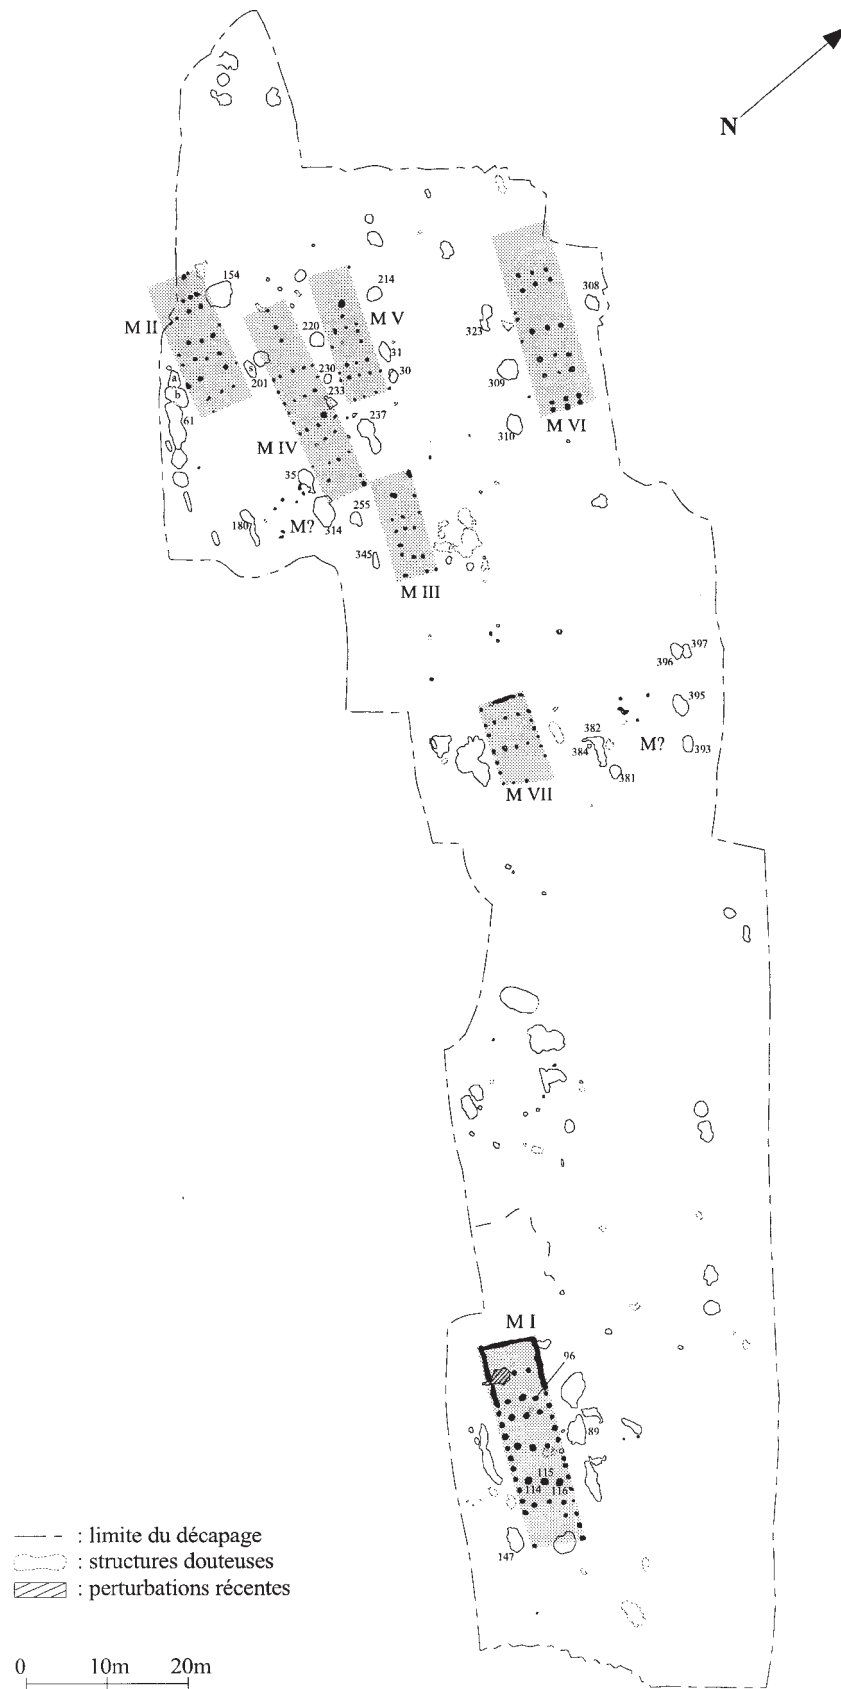 N
154
214
308
M II
M V
220
323
31
a
s
201
230
30
309
b
233
61
237
310
M VI
M IV
35
255
180
M?
314
345
M III
397
396
395
382
384
M?
393
381
M VII
M I
96
89
115
114
116
147
: limite du décapage
: structures douteuses
: perturbations récentes
0 10m 20m